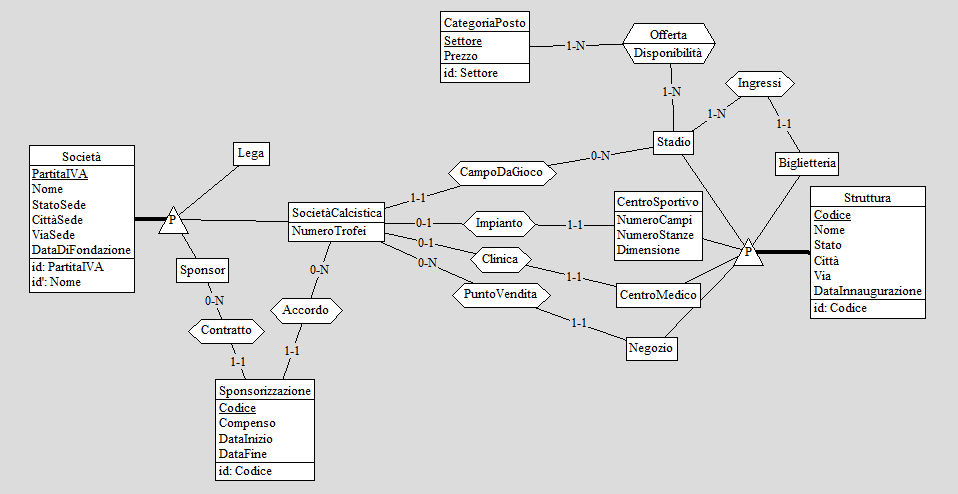 CategoriaPosto
Settore
Prezzo
id: Settore
1-N
Offerta
Disponibilità
1-N
Ingressi
1-N
1-1
Stadio
Biglietteria
Lega
0-N
CampoDaGioco
1-1
Società
PartitaIVA
Nome
StatoSede
CittàSede
ViaSede
DataDiFondazione
id: PartitaIVA
id': Nome
P
SocietàCalcistica
NumeroTrofei
0-1
Impianto
1-1
CentroSportivo
NumeroCampi
NumeroStanze
Dimensione
Struttura
Codice
Nome
Stato
Città
Via
DataInnaugurazione
id: Codice
P
0-1
Clinica
1-1
CentroMedico
0-N
PuntoVendita
1-1
Negozio
Sponsor
0-N
Contratto
1-1
0-N
Accordo
1-1
Sponsorizzazione
Codice
Compenso
DataInizio
DataFine
id: Codice